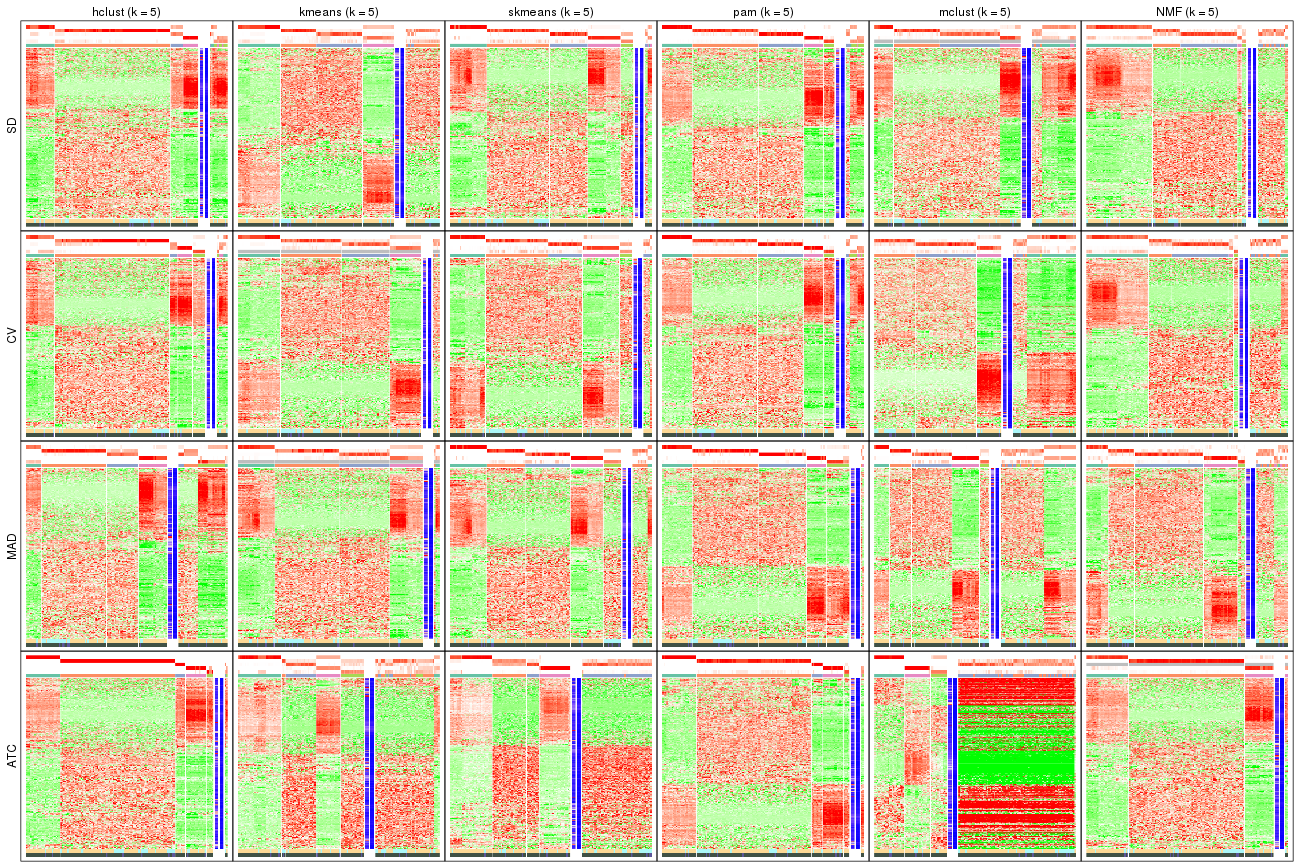 hclust (k = 5) kmeans (k = 5) skmeans (k = 5) pam (k = 5) mclust (k = 5) NMF (k = 5)
SD
CV
MAD
ATC